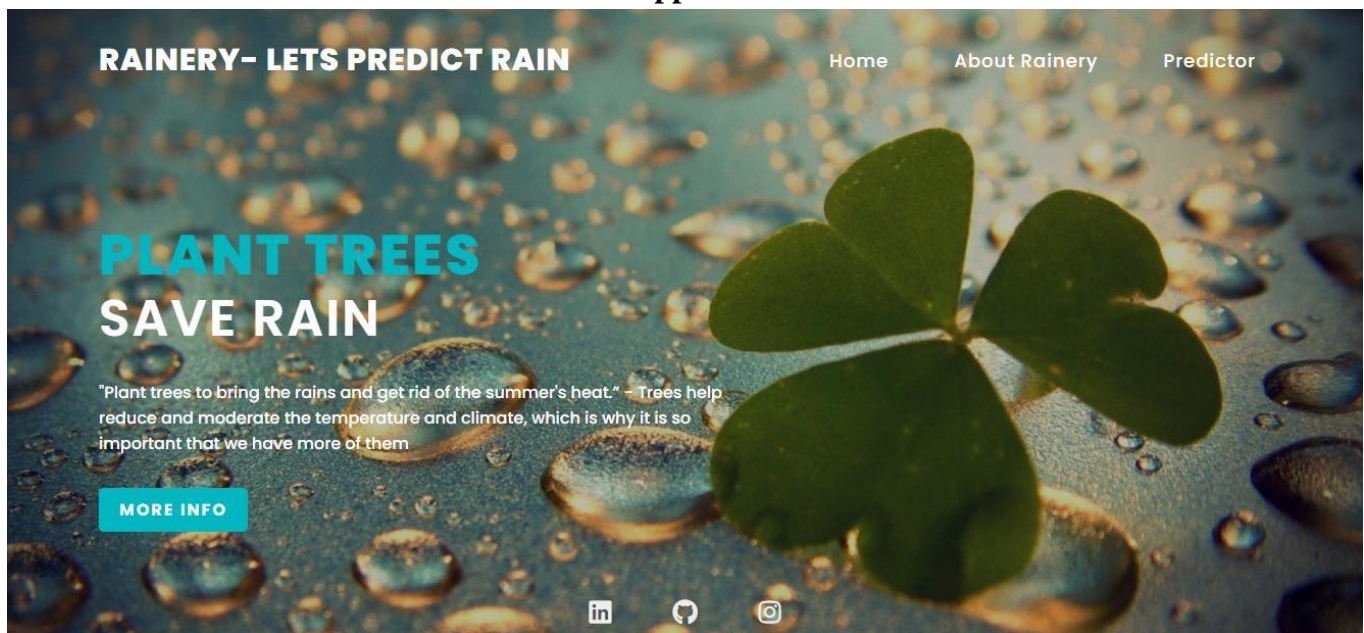 RAINERY- LETS PREDICT RAIN
Home
About Rainery
Predictor
PLANT TREES
SAVE RAIN
"Plant trees to bring the rains and get rid of the summer's heat.” - Trees help
reduce and moderate the temperature and climate, which is why it is so
important that we have more of them
MORE INFO
in